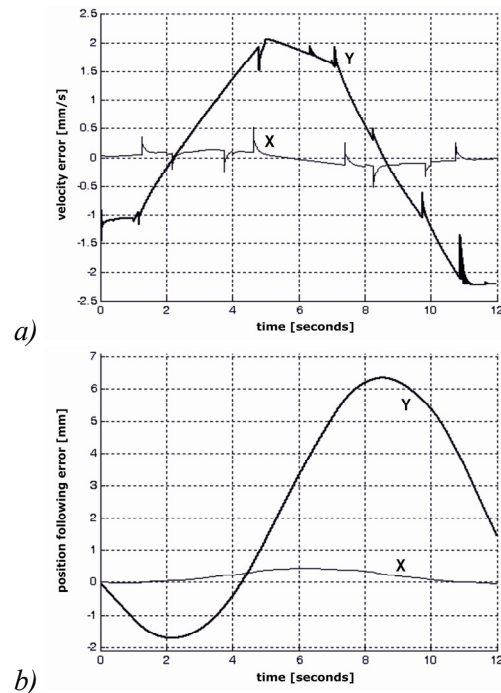 2.5
2
Y
1.5
1
0.5
X
0
-0.5
-1
-1.5
-2
-2.5
velocity error [mm/s]
0 2 4 6 8 10 12
time [seconds]
a)
7
6
Y
5
4
3
2
1
X
0
-1
-2
position following error [mm]
0 2 4 6 8 10 12
time [seconds]
b)